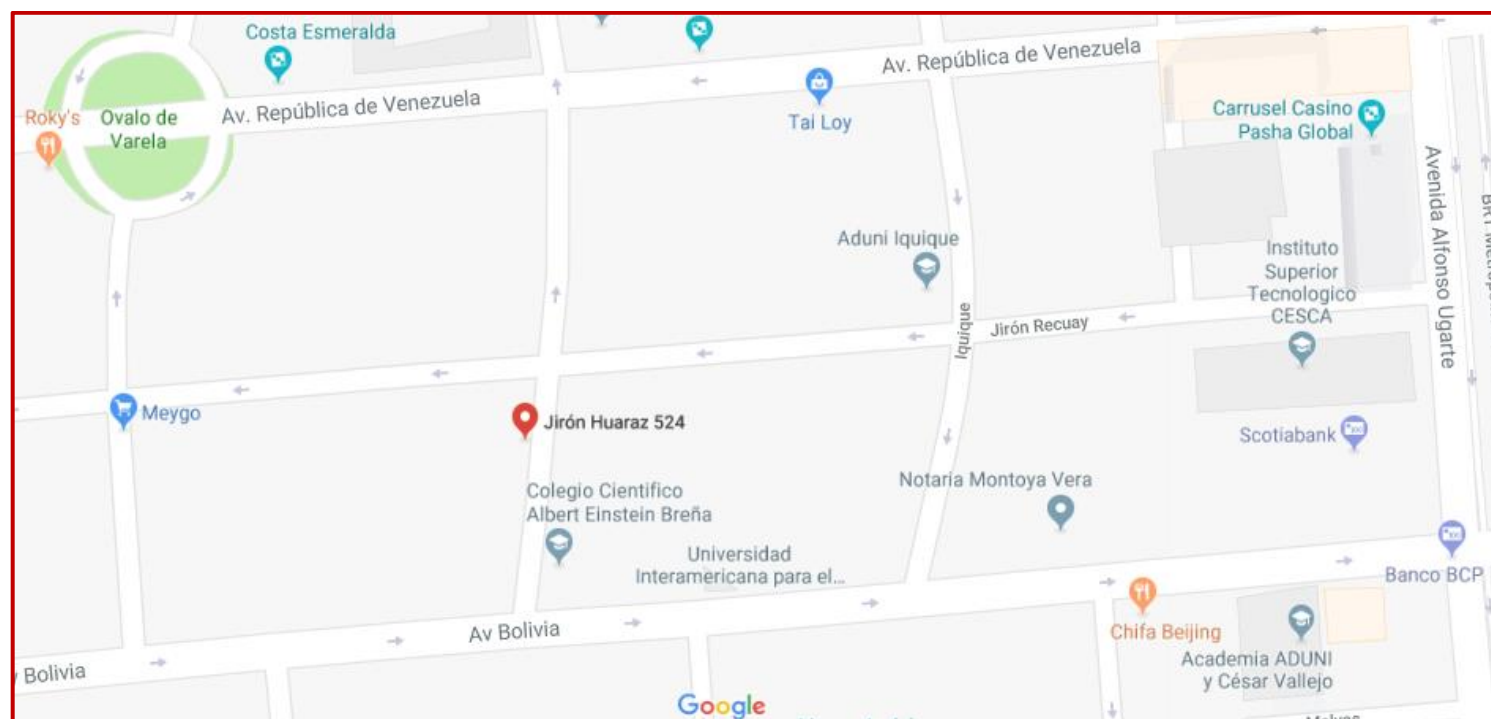 Costa Esmeralda
Av. República de Venezuela
Roky's
Ovalo de
Varela
Av. República de Venezuela
Tai Loy
Carrusel Casino
Pasha Global
Avenida Alfonso Ugarte
Aduni Iquique
Instituto
Superior
Tecnologico
CESCA
Iquique
Jirón Recuay
Meygo
Jirón Huaraz 524
Scotiabank
Notaría Montoya Vera
Colegio Cientifico
Albert Einstein Breña
Universidad
Interamericana para el...
Banco BCP
Av Bolivia
Chifa Beijing
Academia ADUNI
y César Vallejo
Bolivia
Google